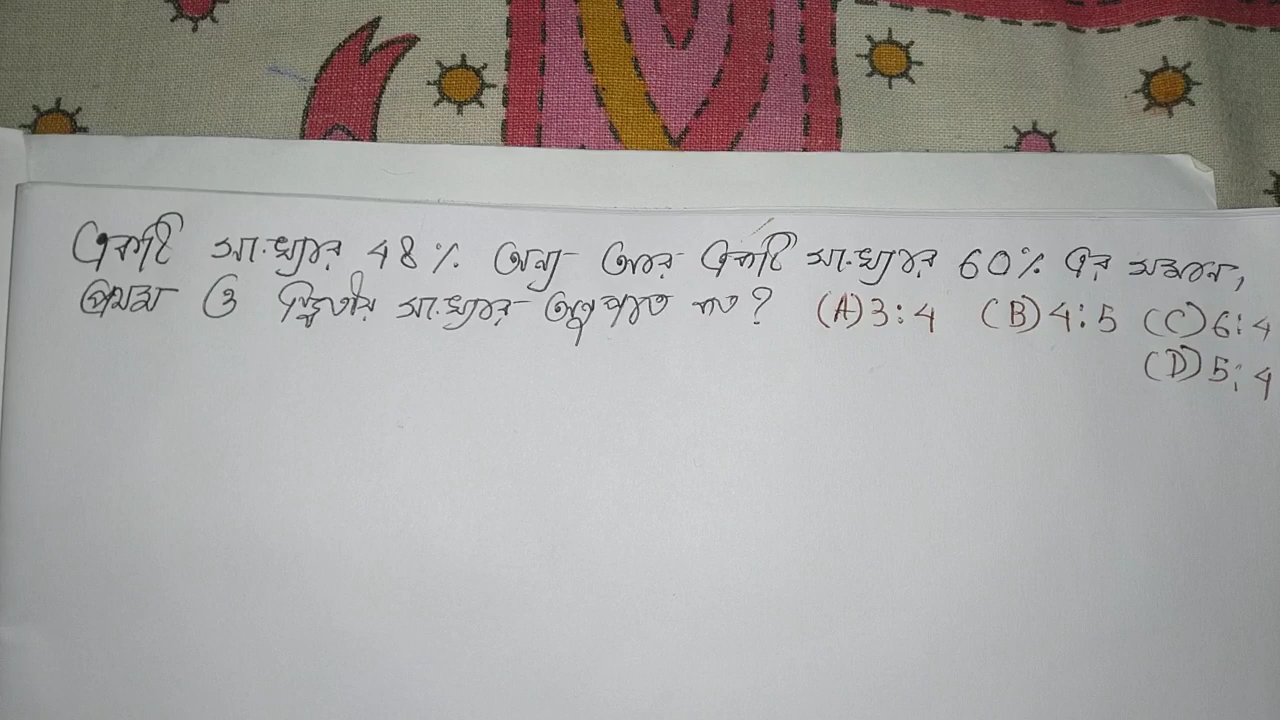 একটি সংখ্যার 48% অন্য আর একটি সংখ্যার 60% এর সমান,
প্রথম ও দ্বিতীয় সংখ্যার অনুপাত কত? (A) 3:4 (B) 4:5 (C) 6:4
(D) 5:4